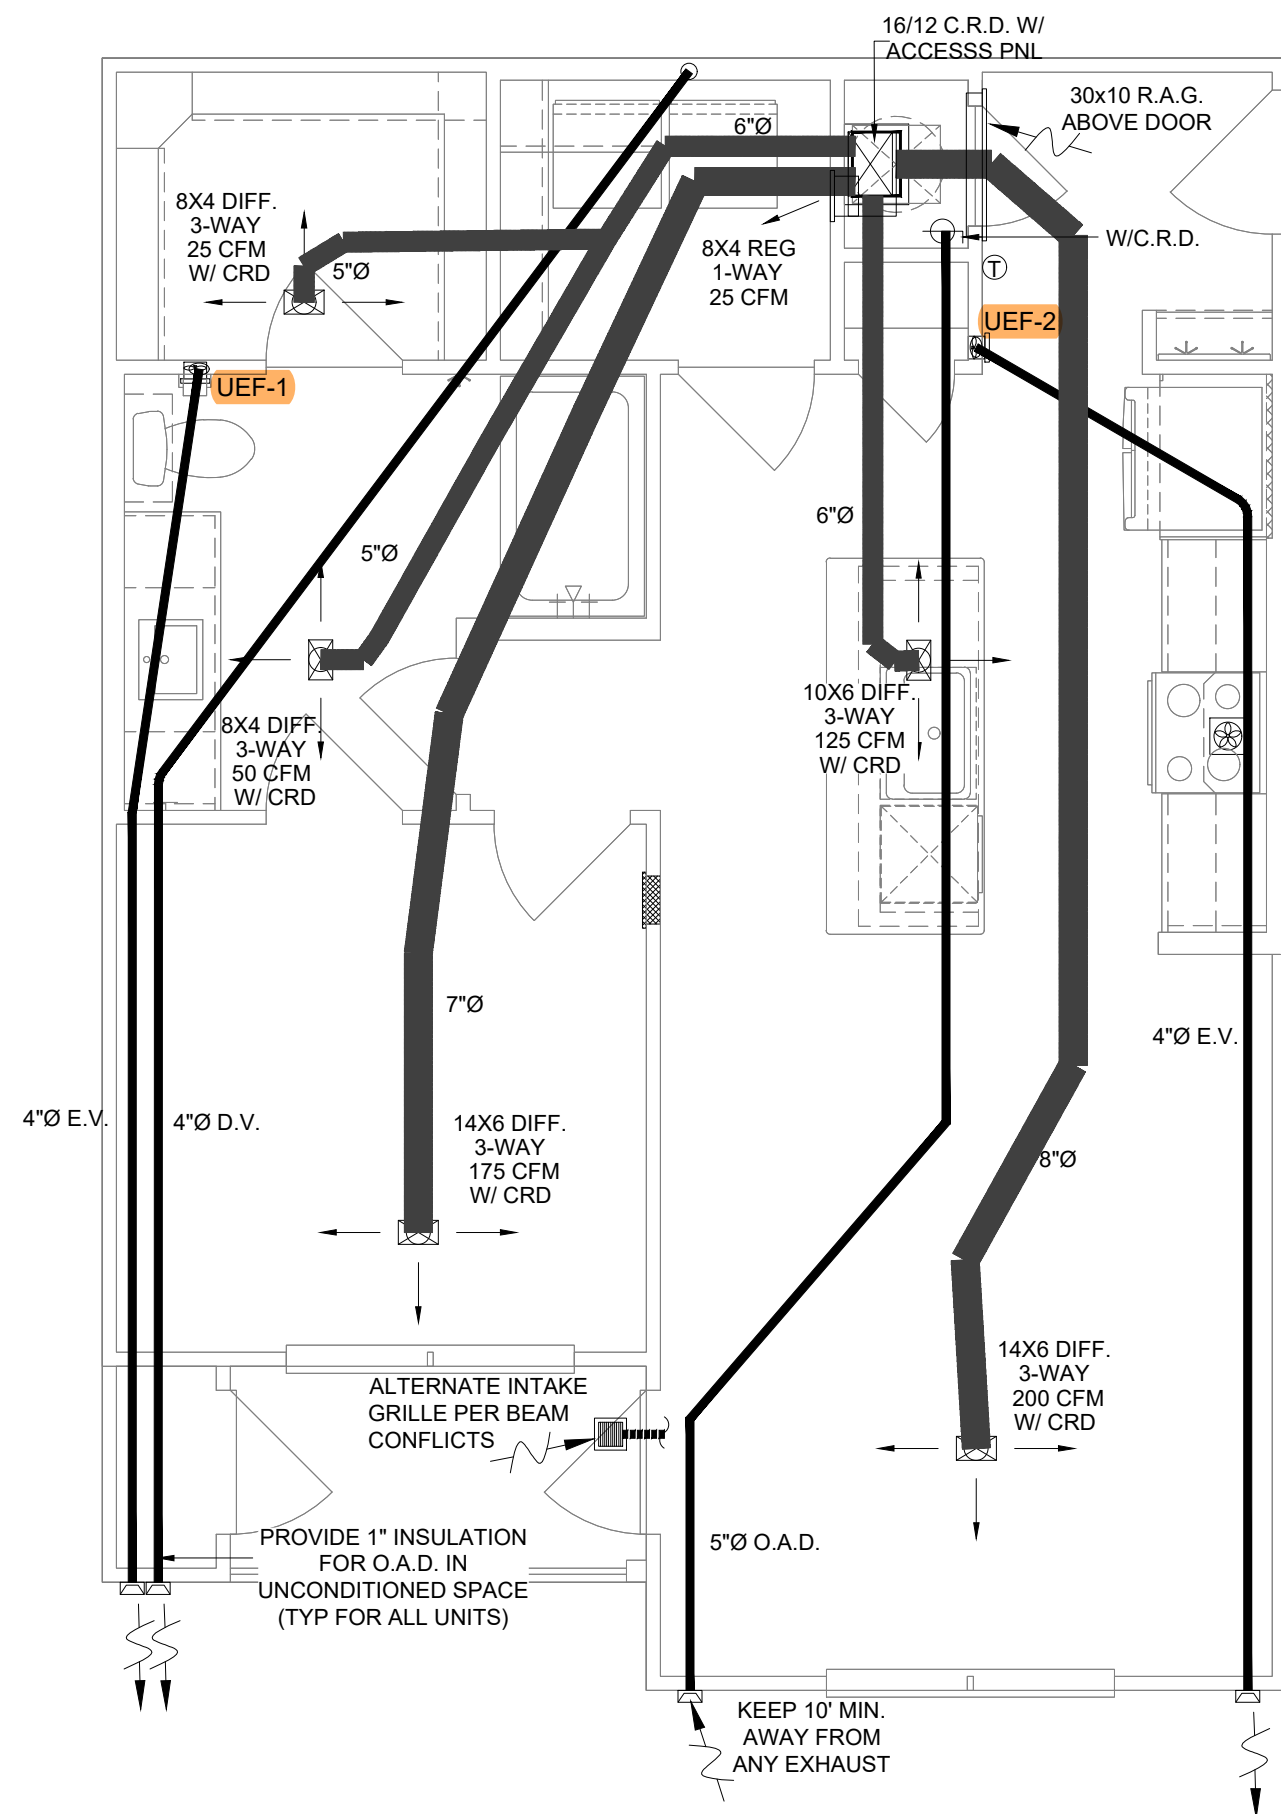 16/12 C.R.D. W/
ACCESSS PNL
30x10 R.A.G.
ABOVE DOOR
6"Ø
8X4 DIFF.
3-WAY
25 CFM
W/ CRD
5"Ø
8X4 REG
1-WAY
25 CFM
W/C.R.D.
T
UEF-2
UEF-1
6"Ø
5"Ø
10X6 DIFF.
3-WAY
125 CFM
W/ CRD
8X4 DIFF.
3-WAY
50 CFM
W/ CRD
7"Ø
4"Ø E.V.
4"Ø E.V.
4"Ø D.V.
14X6 DIFF.
3-WAY
175 CFM
W/ CRD
8"Ø
14X6 DIFF.
3-WAY
200 CFM
W/ CRD
ALTERNATE INTAKE
GRILLE PER BEAM
CONFLICTS
PROVIDE 1" INSULATION
FOR O.A.D. IN
UNCONDITIONED SPACE
(TYP FOR ALL UNITS)
5"Ø O.A.D.
KEEP 10' MIN.
AWAY FROM
ANY EXHAUST